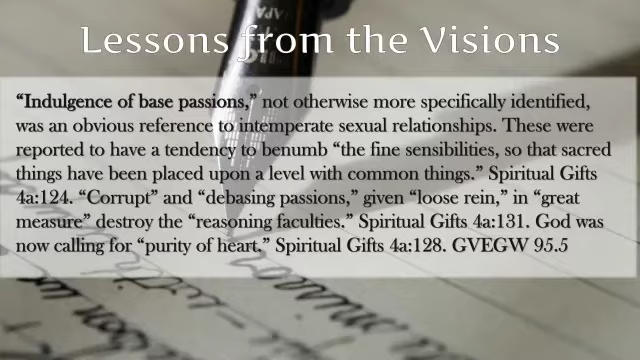 Lessons from the Visions
“Indulgence of base passions,” not otherwise more specifically identified,
was an obvious reference to intemperate sexual relationships. These were
reported to have a tendency to benumb “the fine sensibilities, so that sacred
things have been placed upon a level with common things.” Spiritual Gifts
4a:124. “Corrupt” and “debasing passions,” given “loose rein,” in “great
measure” destroy the “reasoning faculties.” Spiritual Gifts 4a:131. God was
now calling for “purity of heart.” Spiritual Gifts 4a:128. GVEGW 95.5